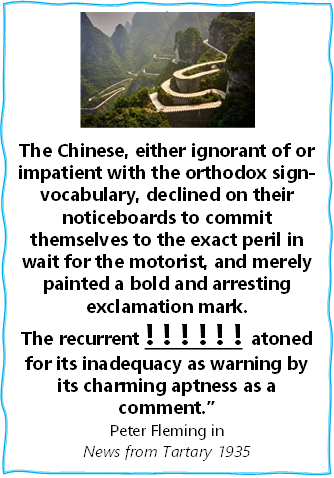 The Chinese, either ignorant of or
impatient with the orthodox sign-
vocabulary, declined on their
noticeboards to commit
themselves to the exact peril in
wait for the motorist, and merely
painted a bold and arresting
exclamation mark.
The recurrent ! ! ! ! ! ! atoned
for its inadequacy as warning by
its charming aptness as a
comment.”
Peter Fleming in
News from Tartary 1935